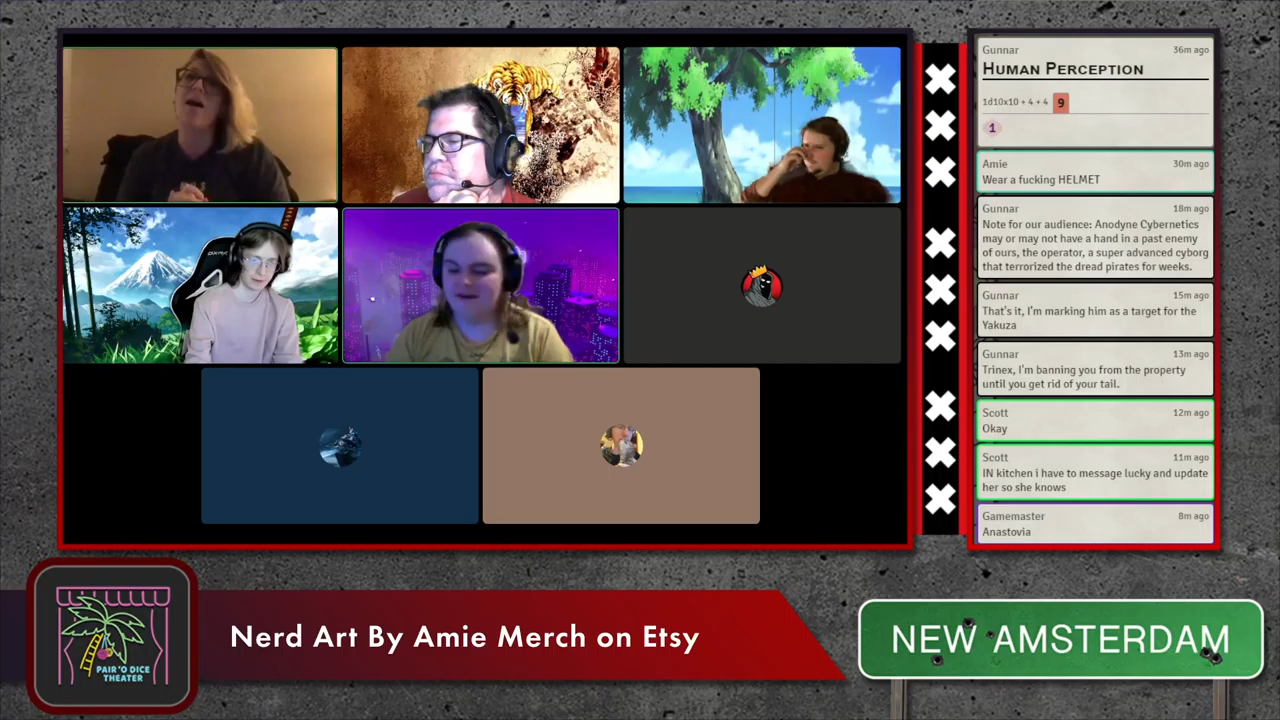 Gunnar 36m ago
HUMAN PERCEPTION
1d10x10 + 4 + 4 9
1
Amie 30m ago
Wear a fucking HELMET
Gunnar 18m ago
Note for our audience: Anodyne Cybernetics
may or may not have a hand in a past enemy
of ours, the operator, a super advanced cyborg
that terrorized the dread pirates for weeks.
Gunnar 15m ago
That's it, I'm marking him as a target for the
Yakuza
Gunnar 13m ago
Trinex, I'm banning you from the property
until you get rid of your tail.
Scott 12m ago
Okay
Scott 11m ago
IN kitchen i have to message lucky and update
her so she knows
Gamemaster 8m ago
Anastovia
PAIR 'O DICE
THEATER
Nerd Art By Amie Merch on Etsy
NEW AMSTERDAM